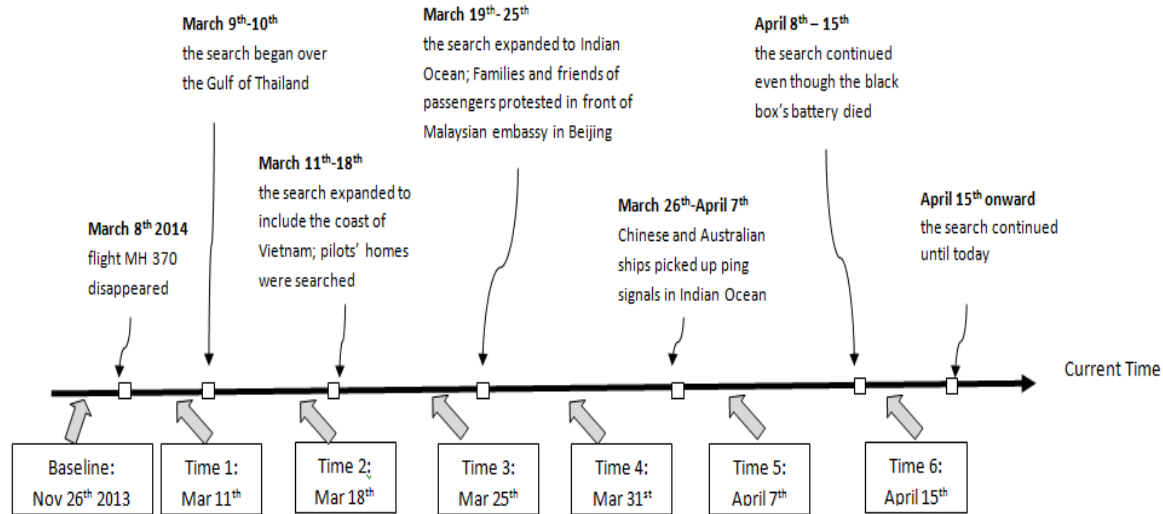 March 9th-10th
the search began over
the Gulf of Thailand
March 19th- 25th
the search expanded to Indian
Ocean; Families and friends of
passengers protested in front of
Malaysian embassy in Beijing
April 8th – 15th
the search continued
even though the black
box's battery died
March 11th-18th
the search expanded to
include the coast of
Vietnam; pilots' homes
were searched
March 8th 2014
flight MH 370
disappeared
March 26th-April 7th
Chinese and Australian
ships picked up ping
signals in Indian Ocean
April 15th onward
the search continued
until today
Current Time
Baseline:
Nov 26th 2013
Time 1:
Mar 11th
Time 2:
Mar 18th
Time 3:
Mar 25th
Time 4:
Mar 31st
Time 5:
April 7th
Time 6:
April 15th